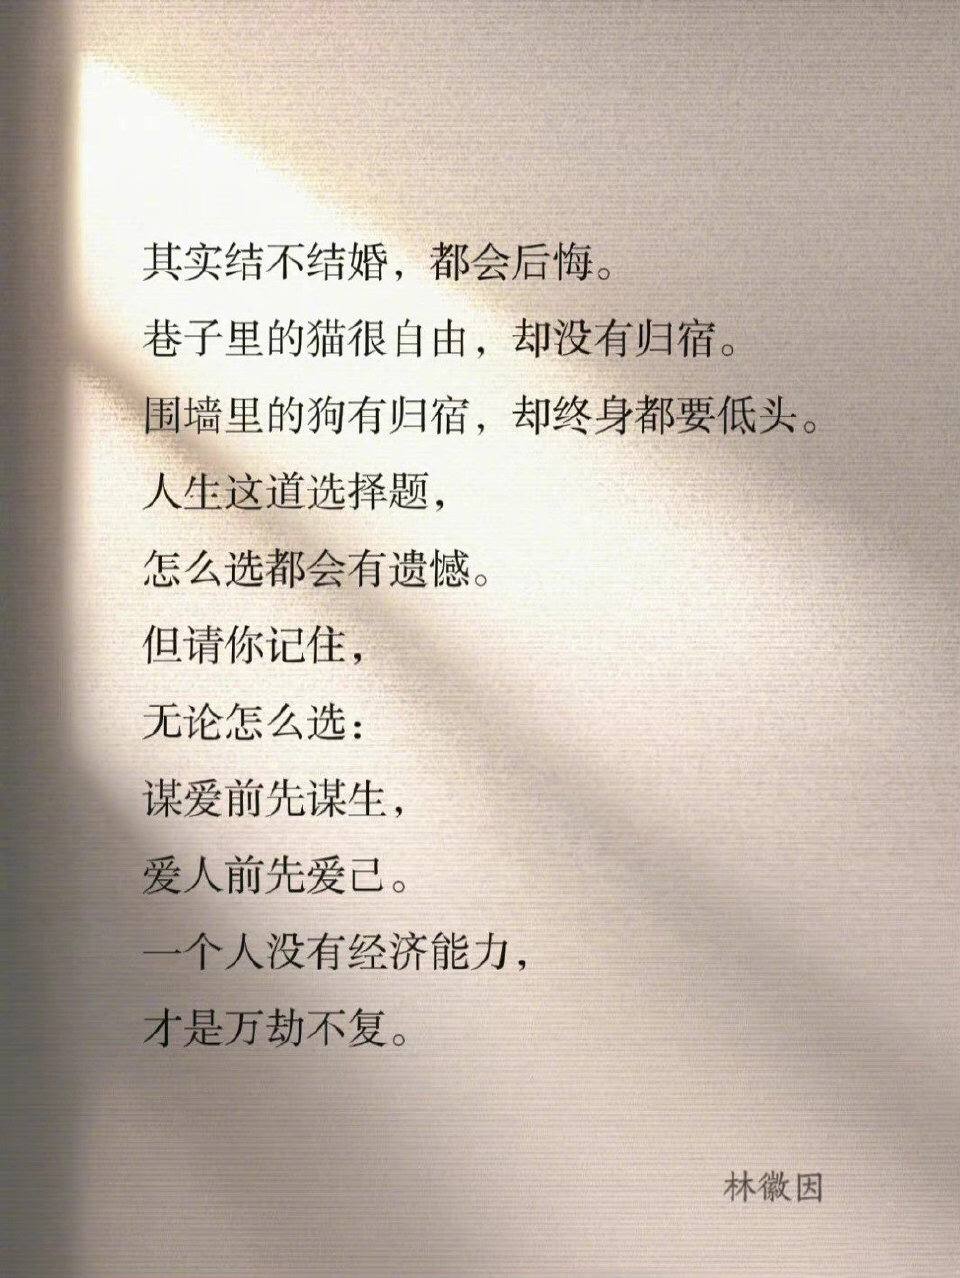 其实结不结婚，都会后悔。
巷子里的猫很自由，却没有归宿。
围墙里的狗有归宿，却终身都要低头。
人生这道选择题，
怎么选都会有遗憾。
但请你记住，
无论怎么选：
谋爱前先谋生，
爱人前先爱己。
一个人没有经济能力，
才是万劫不复。
林徽因